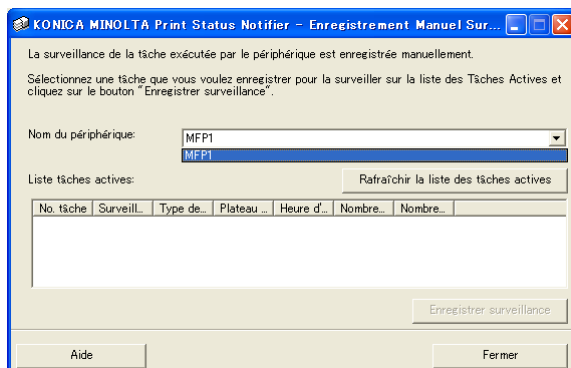 KONICA MINOLTA Print Status Notifier - Enregistrement Manuel Sur...
La surveillance de la tâche exécutée par le périphérique est enregistrée manuellement.
Sélectionnez une tâche que vous voulez enregistrer pour la surveiller sur la liste des Tâches Actives et
cliquez sur le bouton "Enregistrer surveillance".
Nom du périphérique:
MFP1
MFP1
Liste tâches actives:
Rafraîchir la liste des tâches actives
No. tâche Surveill... Type de... Plateau ... Heure d'... Nombre... Nombre...
Enregistrer surveillance
Aide
Fermer